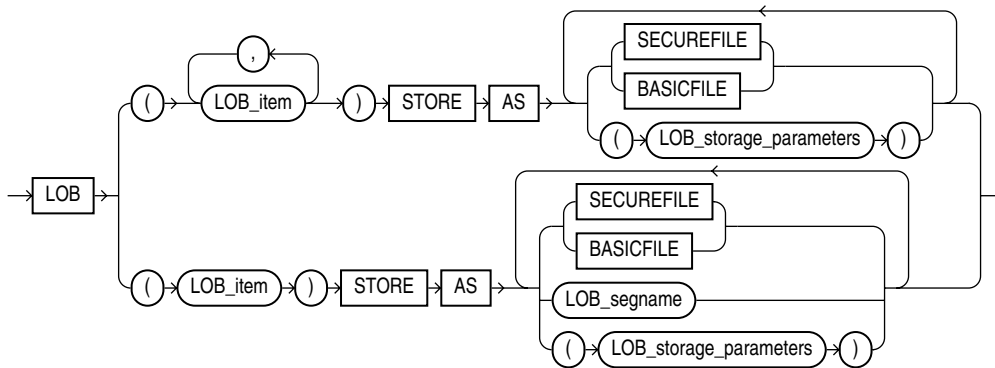 SECUREFILE
,
BASICFILE
( LOB_item ) STORE AS
( LOB_storage_parameters )
LOB
SECUREFILE
BASICFILE
( LOB_item ) STORE AS
LOB_segname
( LOB_storage_parameters )